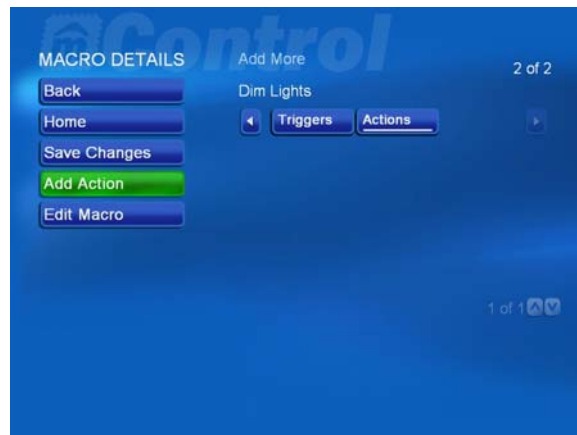 mControl
MACRO DETAILS
Add More
2 of 2
Back
Dim Lights
Home
Triggers
Actions
Save Changes
Add Action
Edit Macro
1 of 1